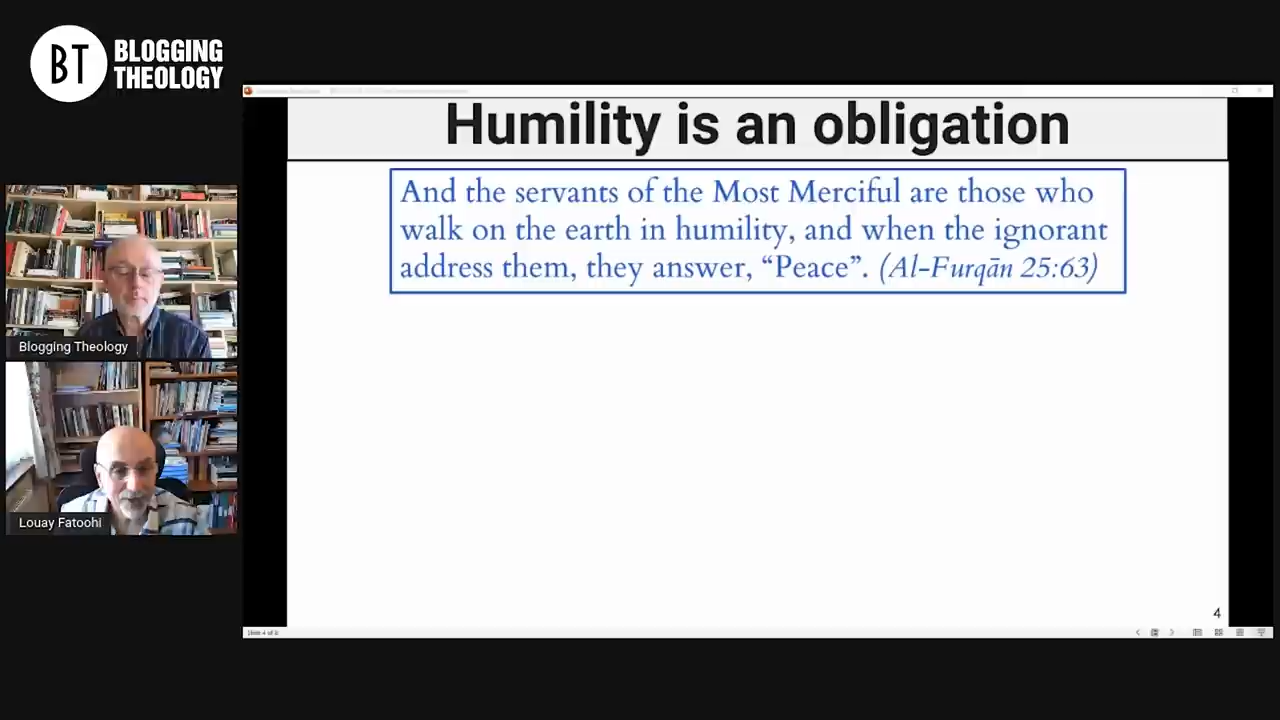 BT BLOGGING
THEOLOGY
Humility is an obligation
And the servants of the Most Merciful are those who
walk on the earth in humility, and when the ignorant
address them, they answer, “Peace”. (Al-Furqān 25:63)
Blogging Theology
Louay Fatoohi
4